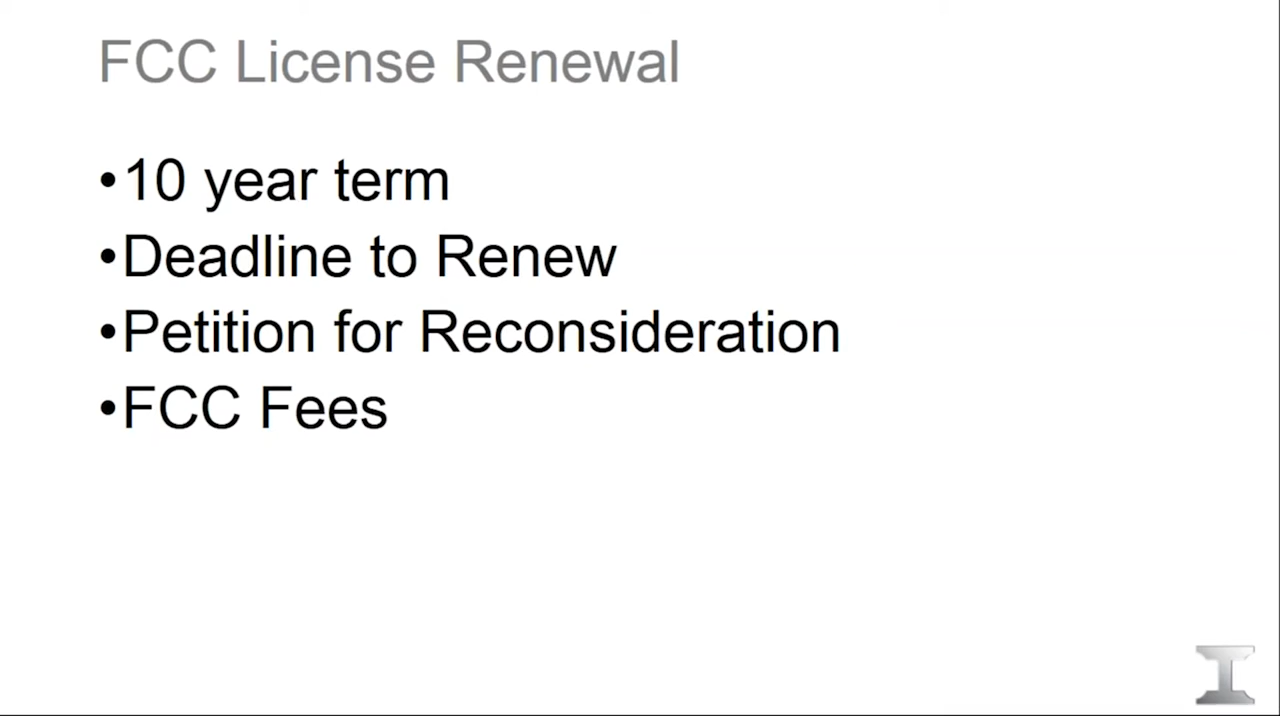 FCC License Renewal
•10 year term
•Deadline to Renew
•Petition for Reconsideration
•FCC Fees